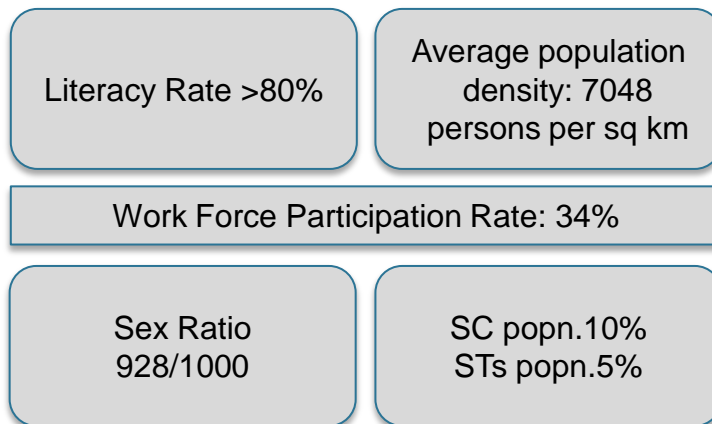 Literacy Rate >80%
Average population
density: 7048
persons per sq km
Work Force Participation Rate: 34%
Sex Ratio
928/1000
SC popn.10%
STs popn.5%